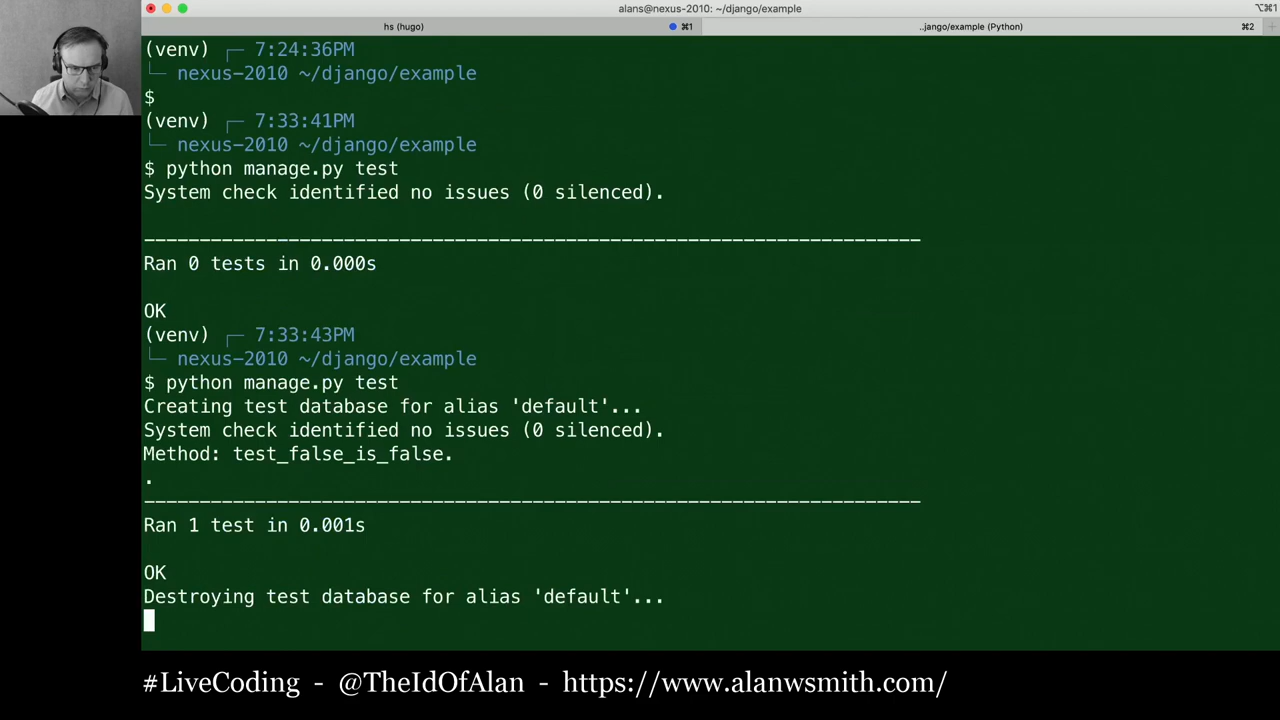 alans@nexus-2010: ~/django/example
⌥⌘1
hs (hugo)
⌘1
..jango/example (Python)
⌘2
+
(venv) ┌─ 7:24:36PM
└─ nexus-2010 ~/django/example
$
(venv) ┌─ 7:33:41PM
└─ nexus-2010 ~/django/example
$ python manage.py test
System check identified no issues (0 silenced).
----------------------------------------------------------------------
Ran 0 tests in 0.000s
OK
(venv) ┌─ 7:33:43PM
└─ nexus-2010 ~/django/example
$ python manage.py test
Creating test database for alias 'default'...
System check identified no issues (0 silenced).
Method: test_false_is_false.
.
----------------------------------------------------------------------
Ran 1 test in 0.001s
OK
Destroying test database for alias 'default'...
#LiveCoding - @TheIdOfAlan - https://www.alanwsmith.com/